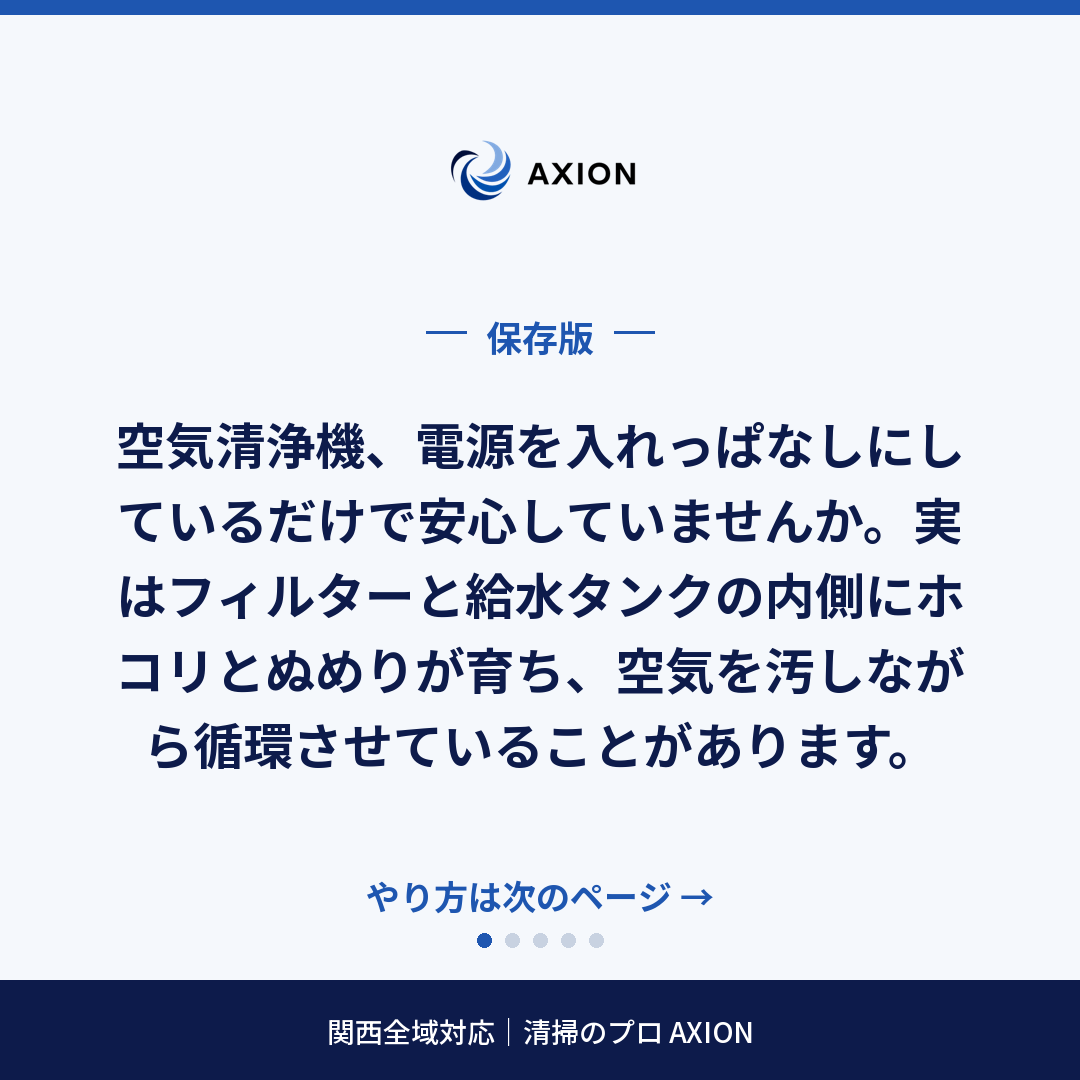 AXION
保存版
空気清浄機、電源を入れっぱなしにし
ているだけで安心していませんか。実
はフィルターと給水タンクの内側にホ
コリとぬめりが育ち、空気を汚しなが
ら循環させていることがあります。
やり方は次のページ →
関西全域対応｜清掃のプロ AXION